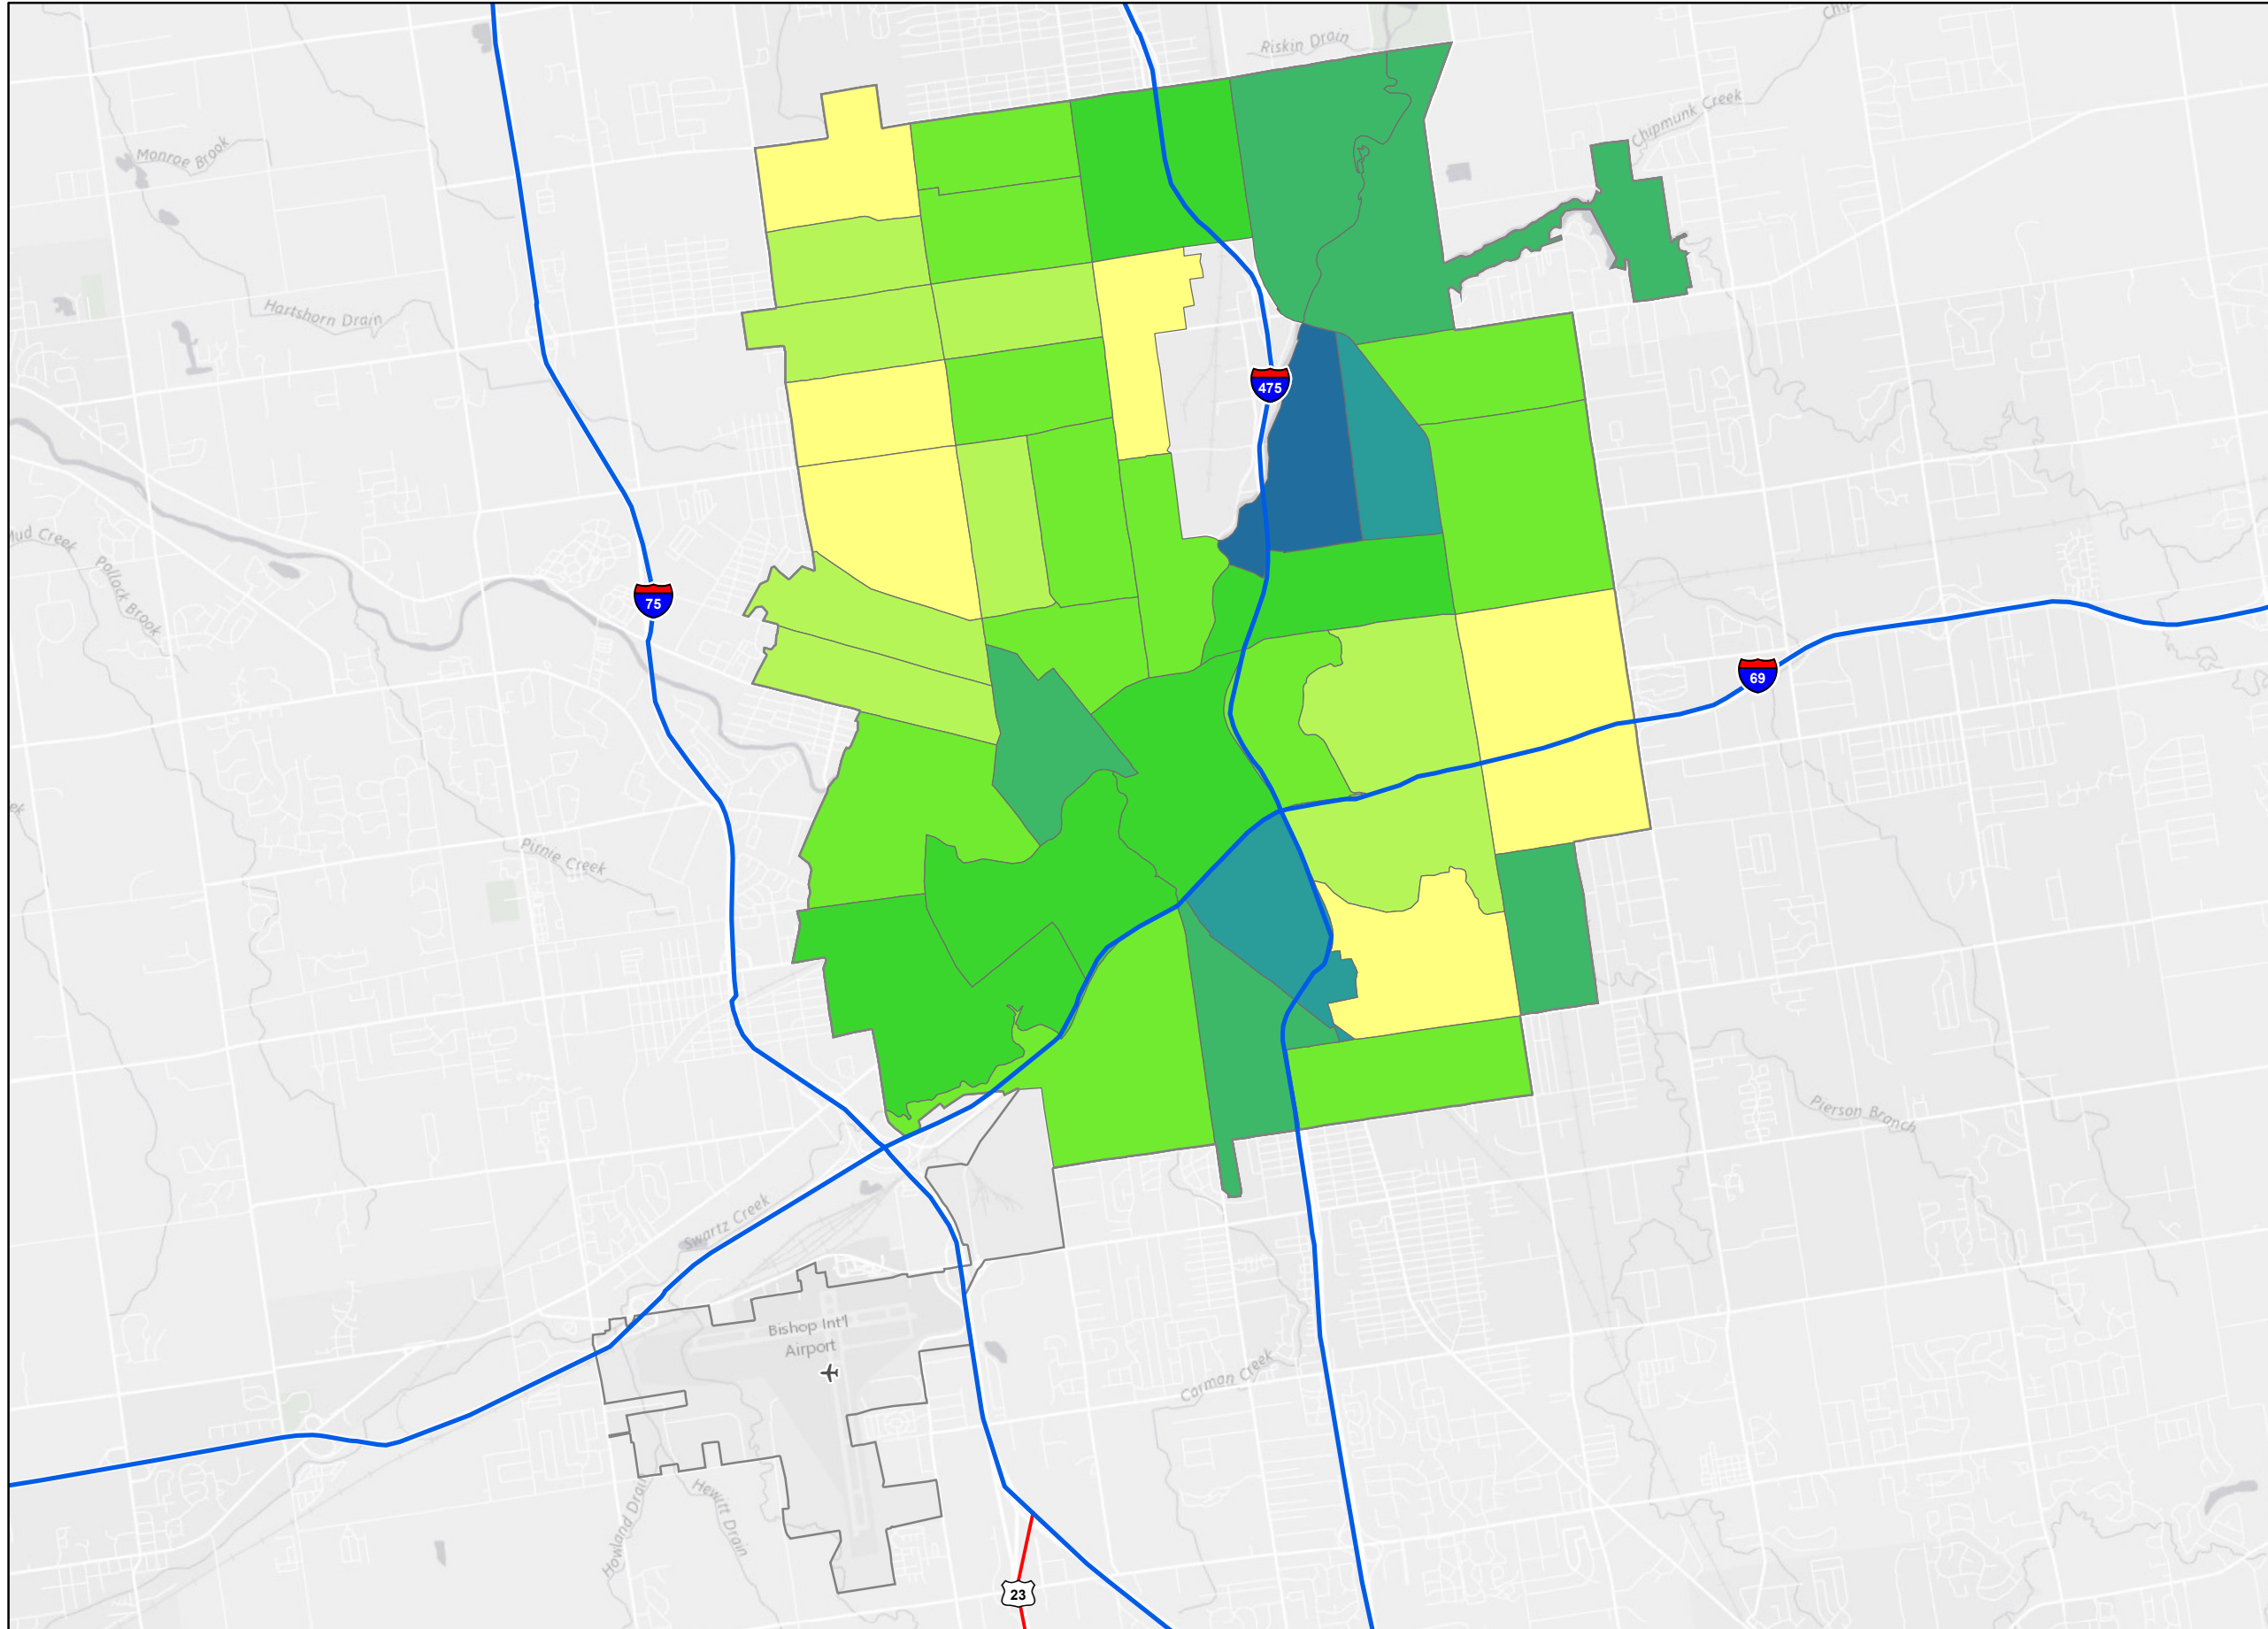 Riskin Drain
Chipmunk Creek
Monroe Brook
Hartshorn Drain
475
Mud Creek
Pollack Brook
75
69
Pirnie Creek
Pierson Branch
Swartz Creek
Bishop Int'l
Airport
Carman Creek
Howland Drain
Hewitt Drain
23